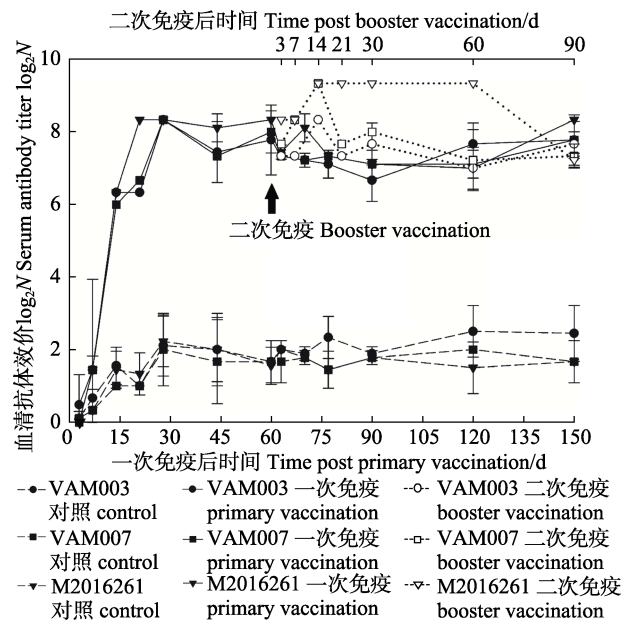 二次免疫后时间 Time post booster vaccination/d
3 7 14 21 30 60 90
血清抗体效价log₂N Serum antibody titer log₂N
10
8
6
4
2
0
二次免疫 Booster vaccination
0 15 30 45 60 75 90 105 120 135 150
一次免疫后时间 Time post primary vaccination/d
VAM003 对照 control
VAM003 一次免疫 primary vaccination
VAM003 二次免疫 booster vaccination
VAM007 对照 control
VAM007 一次免疫 primary vaccination
VAM007 二次免疫 booster vaccination
M2016261 对照 control
M2016261 一次免疫 primary vaccination
M2016261 二次免疫 booster vaccination